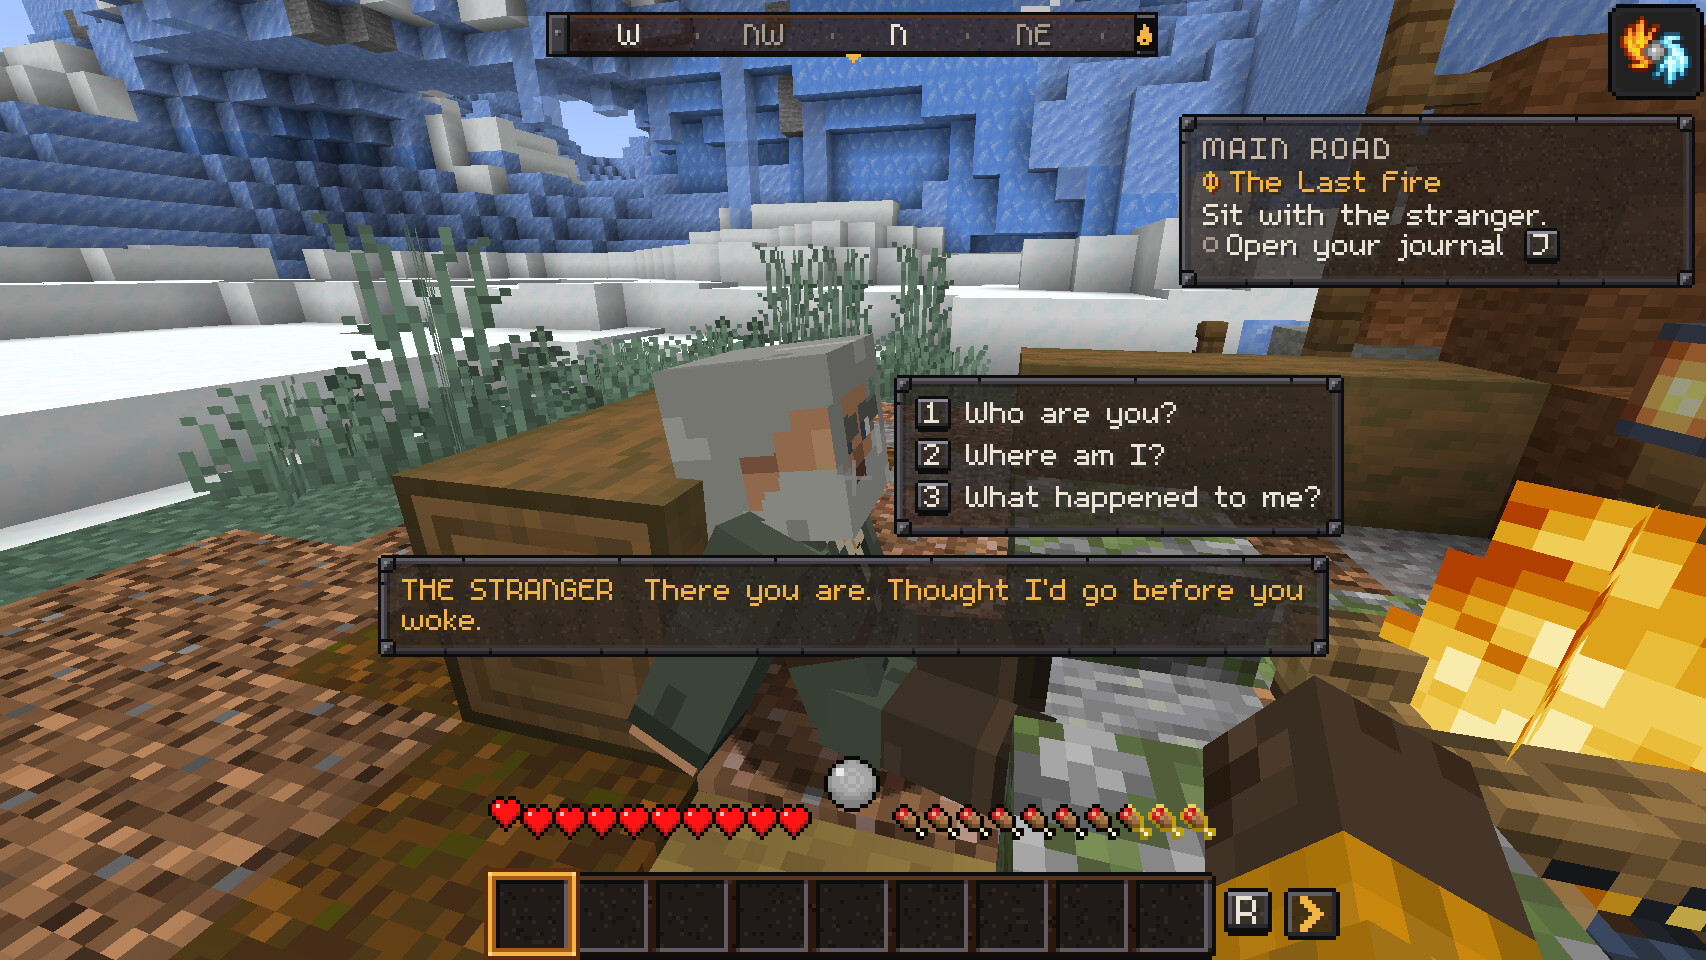 W NW N NE
MAIN ROAD
The Last Fire
Sit with the stranger.
Open your journal J
1 Who are you?
2 Where am I?
3 What happened to me?
THE STRANGER There you are. Thought I'd go before you
woke.
R